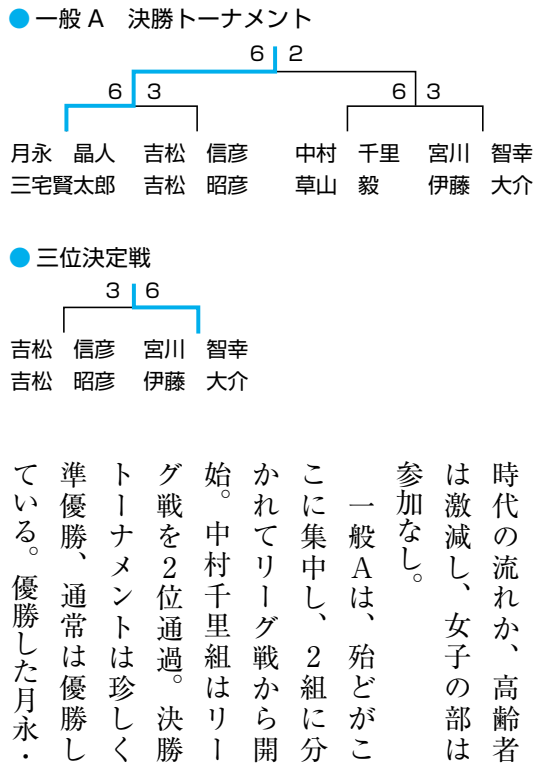 ● 一般 A　決勝トーナメント
6 2
6 3　6 3
月永　晶人　吉松　信彦　中村　千里　宮川　智幸
三宅賢太郎　吉松　昭彦　草山　毅　伊藤　大介
● 三位決定戦
3 6
吉松　信彦　宮川　智幸
吉松　昭彦　伊藤　大介
時代の流れか、高齢者
は激減し、女子の部は
参加なし。
　一般Aは、殆どがこ
こに集中し、2組に分
かれてリーグ戦から開
始。中村千里組はリー
グ戦を2位通過。決勝
トーナメントは珍しく
準優勝、通常は優勝し
ている。優勝した月永・